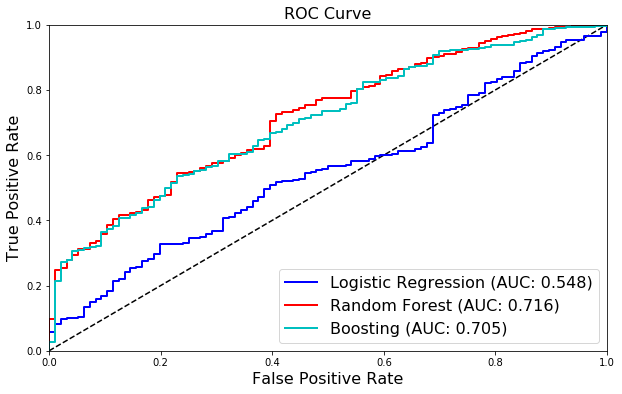 ROC Curve
1.0
0.8
0.6
0.4
0.2
0.0
True Positive Rate
Logistic Regression (AUC: 0.548)
Random Forest (AUC: 0.716)
Boosting (AUC: 0.705)
0.0 0.2 0.4 0.6 0.8 1.0
False Positive Rate